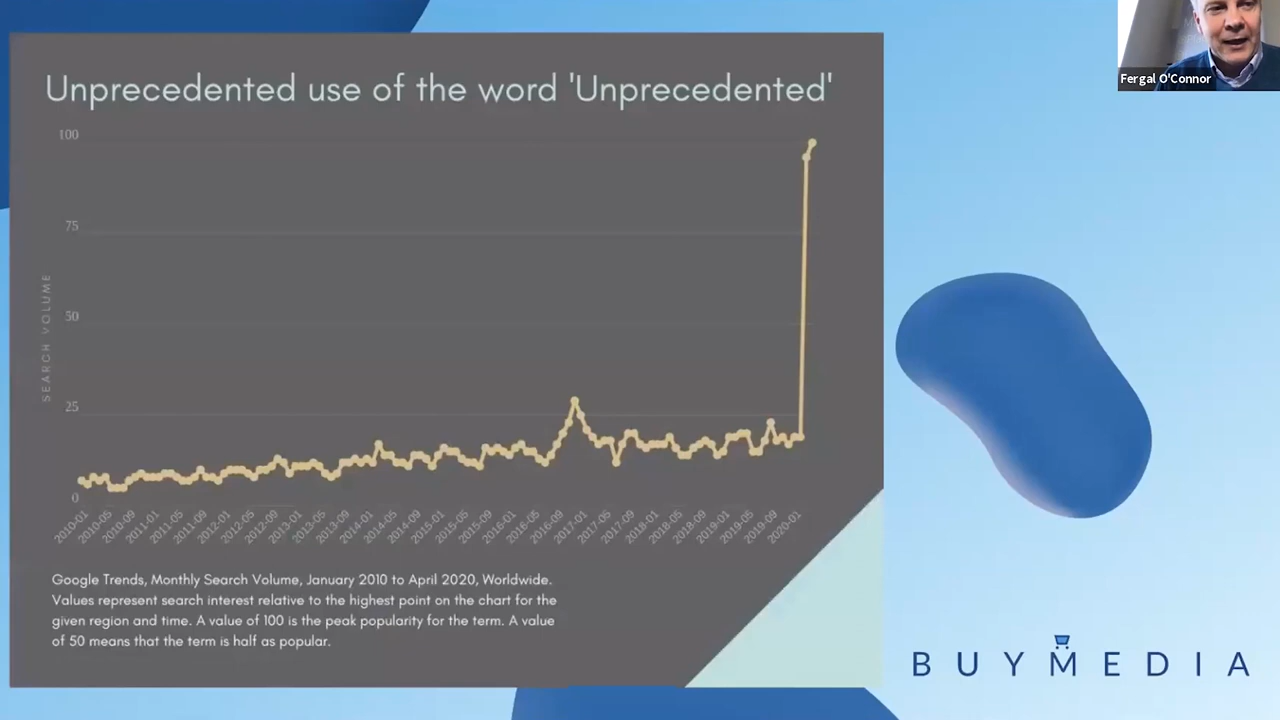 Fergal O'Connor
Unprecedented use of the word 'Unprecedented'
100
75
50
25
0
SEARCH VOLUME
2010-01 2010-05 2010-09 2011-01 2011-05 2011-09 2012-01 2012-05 2012-09 2013-01 2013-05 2013-09 2014-01 2014-05 2014-09 2015-01 2015-05 2015-09 2016-01 2016-05 2016-09 2017-01 2017-05 2017-09 2018-01 2018-05 2018-09 2019-01 2019-05 2019-09 2020-01
Google Trends, Monthly Search Volume, January 2010 to April 2020, Worldwide.
Values represent search interest relative to the highest point on the chart for the
given region and time. A value of 100 is the peak popularity for the term. A value
of 50 means that the term is half as popular.
BUYMEDIA